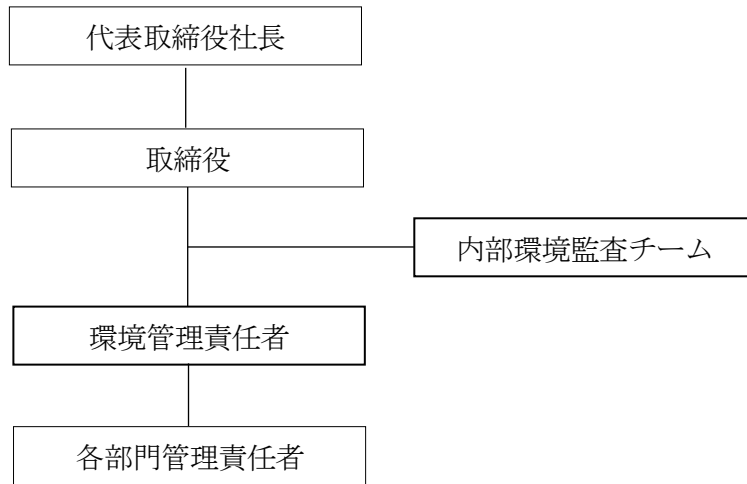 代表取締役社長
取締役
内部環境監査チーム
環境管理責任者
各部門管理責任者